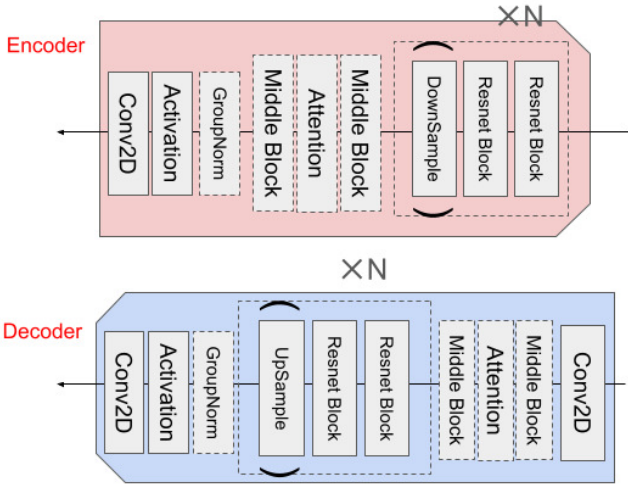 ×N
Encoder
Conv2D
Activation
GroupNorm
Middle Block
Attention
Middle Block
( DownSample )
Resnet Block
Resnet Block
×N
Decoder
Conv2D
Activation
GroupNorm
( UpSample )
Resnet Block
Resnet Block
Middle Block
Attention
Middle Block
Conv2D